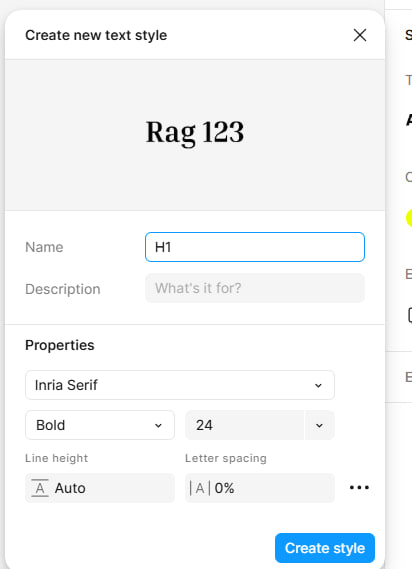 Create new text style
Rag 123
Name
H1
Description
What's it for?
Properties
Inria Serif
Bold
24
Line height
Letter spacing
A Auto
|A| 0%
Create style